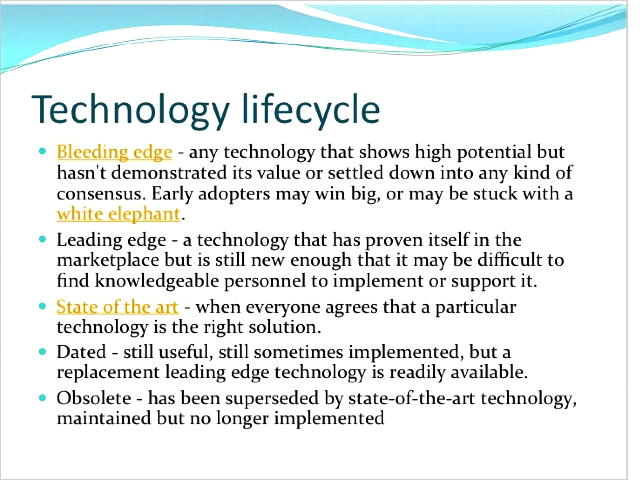 Technology lifecycle
• Bleeding edge - any technology that shows high potential but
hasn't demonstrated its value or settled down into any kind of
consensus. Early adopters may win big, or may be stuck with a
white elephant.
• Leading edge - a technology that has proven itself in the
marketplace but is still new enough that it may be difficult to
find knowledgeable personnel to implement or support it.
• State of the art - when everyone agrees that a particular
technology is the right solution.
• Dated - still useful, still sometimes implemented, but a
replacement leading edge technology is readily available.
• Obsolete - has been superseded by state-of-the-art technology,
maintained but no longer implemented